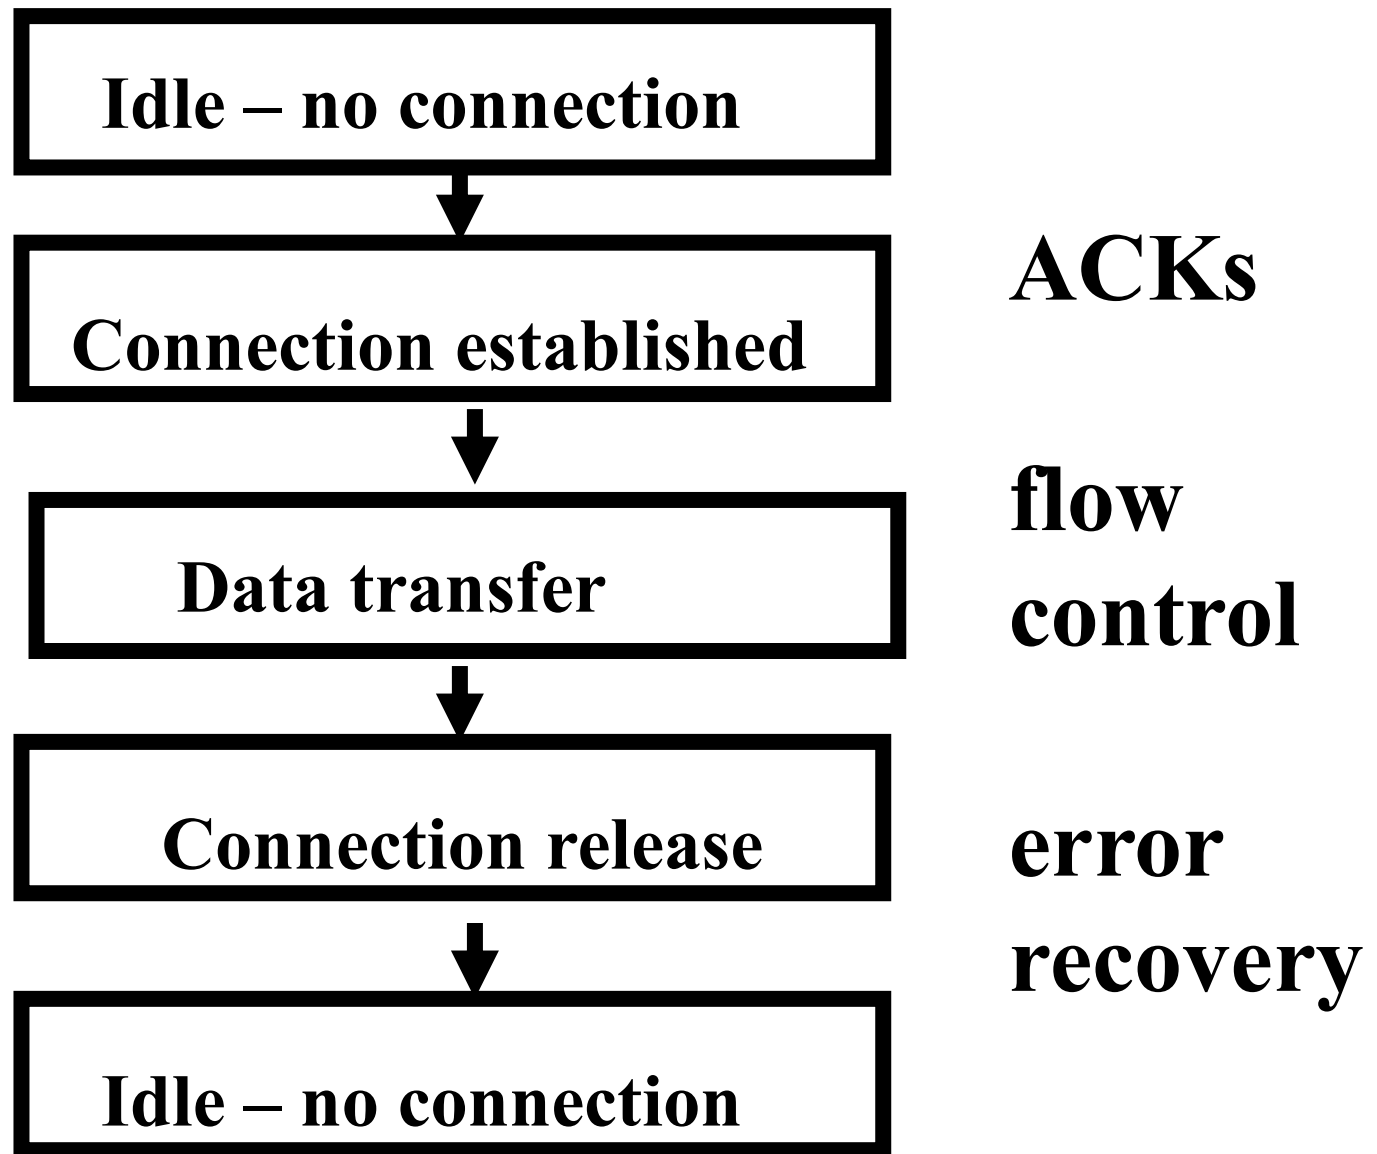 Idle – no connection
Connection established
Data transfer
Connection release
Idle – no connection
ACKs
flow
control
error
recovery